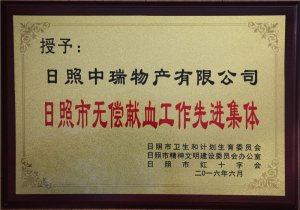 授予：
日照中瑞物产有限公司
日照市无偿献血工作先进集体
日照市卫生和计划生育委员会
日照市精神文明建设委员会办公室
日照市红十字会
二〇一六年六月